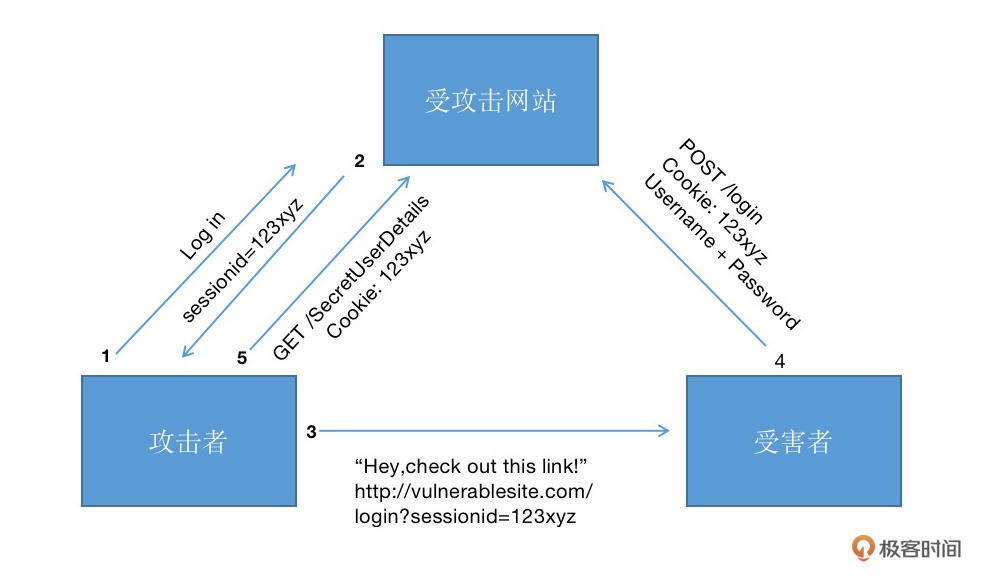 受攻击网站
1
Log in
2
sessionid=123xyz
5
GET /SecretUserDetails
Cookie: 123xyz
POST /login
Cookie: 123xyz
Username + Password
4
攻击者
3
“Hey,check out this link!”
http://vulnerablesite.com/
login?sessionid=123xyz
受害者
极客时间